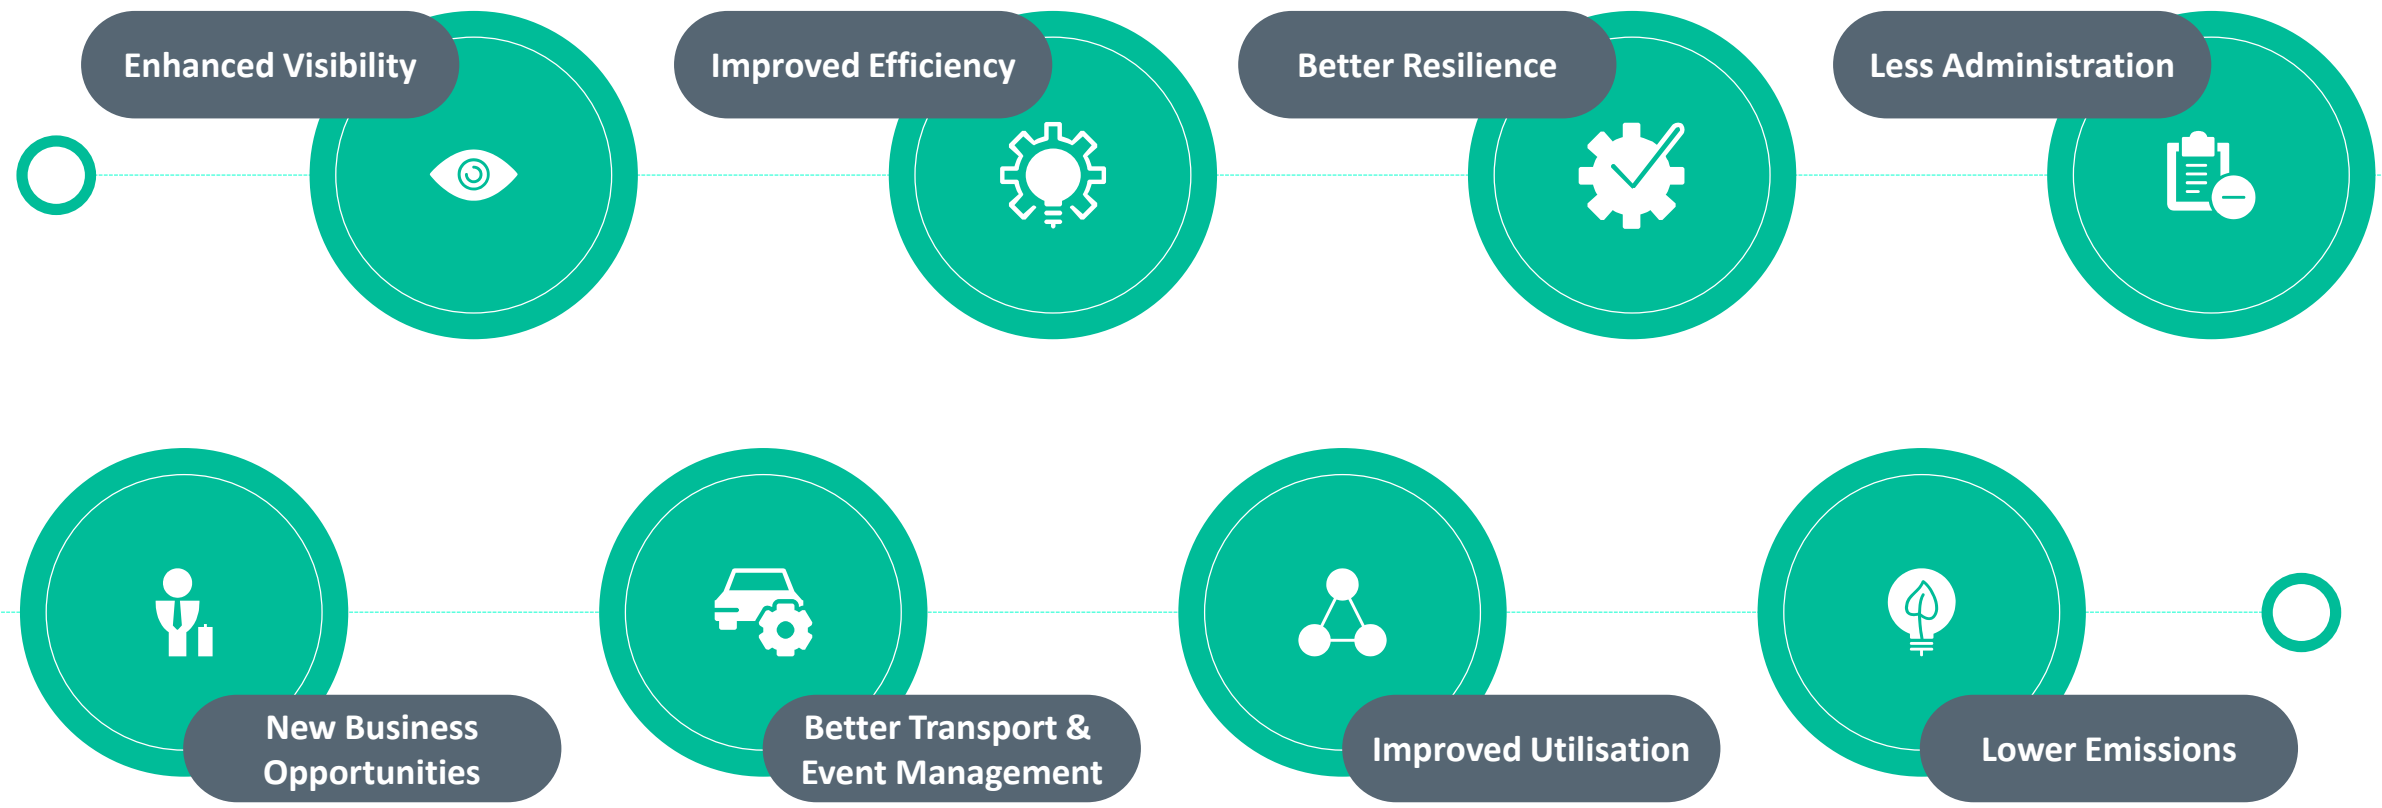 Enhanced Visibility
Improved Efficiency
Better Resilience
Less Administration
New Business
Opportunities
Better Transport &
Event Management
Improved Utilisation
Lower Emissions